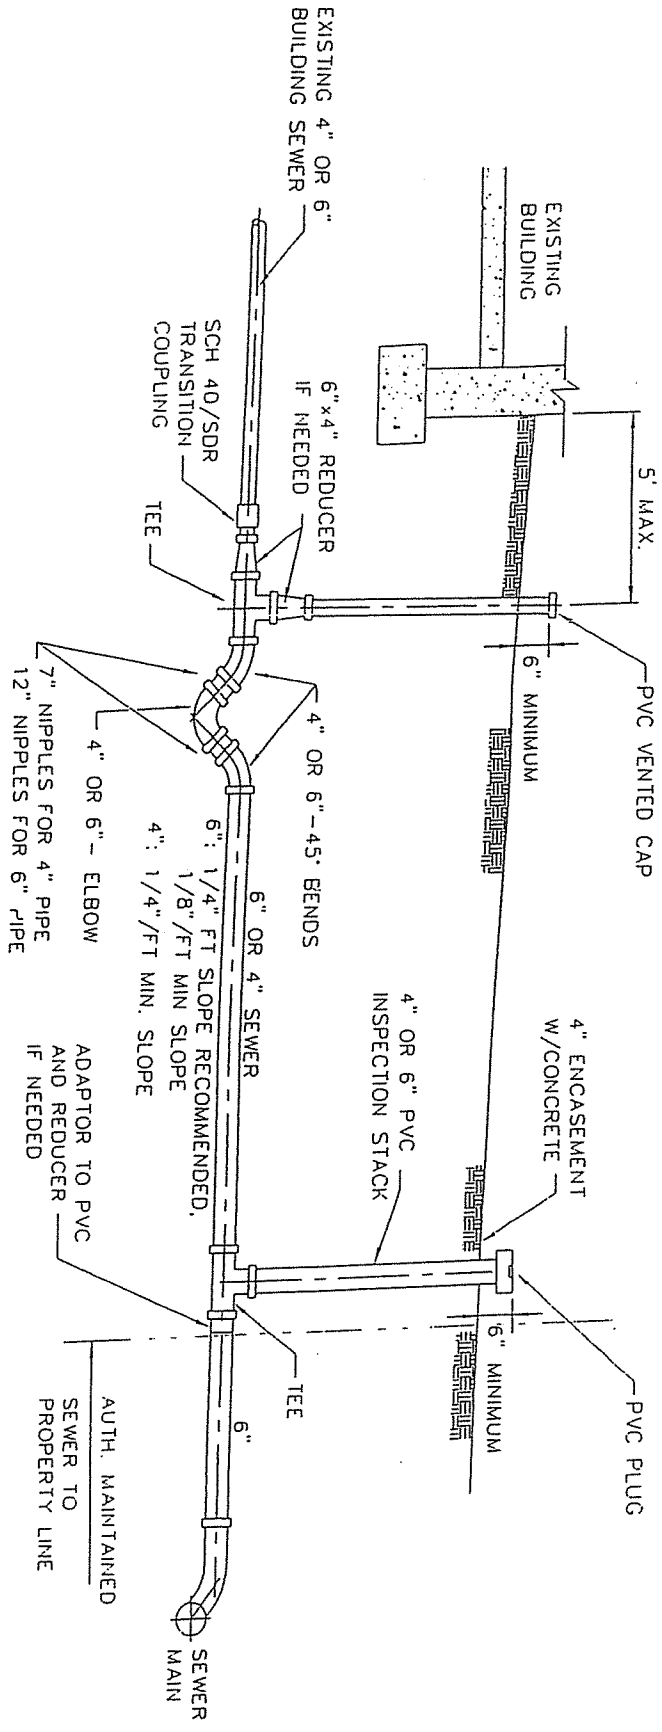 EXISTING 4" OR 6"
BUILDING SEWER
EXISTING
BUILDING
5' MAX.
PVC VENTED CAP
6" MINIMUM
6"x4" REDUCER
IF NEEDED
SCH 40/SDR
TRANSITION
COUPLING
TEE
4" OR 6"-45° BENDS
4" OR 6"- ELBOW
7" NIPPLES FOR 4" PIPE
12" NIPPLES FOR 6" PIPE
6" OR 4" SEWER
6": 1/4" FT SLOPE RECOMMENDED,
1/8"/FT MIN SLOPE
4": 1/4"/FT MIN. SLOPE
4" OR 6" PVC
INSPECTION STACK
4" ENCASEMENT
W/CONCRETE
PVC PLUG
6" MINIMUM
TEE
ADAPTOR TO PVC
AND REDUCER
IF NEEDED
6"
AUTH. MAINTAINED
SEWER TO
PROPERTY LINE
SEWER
MAIN